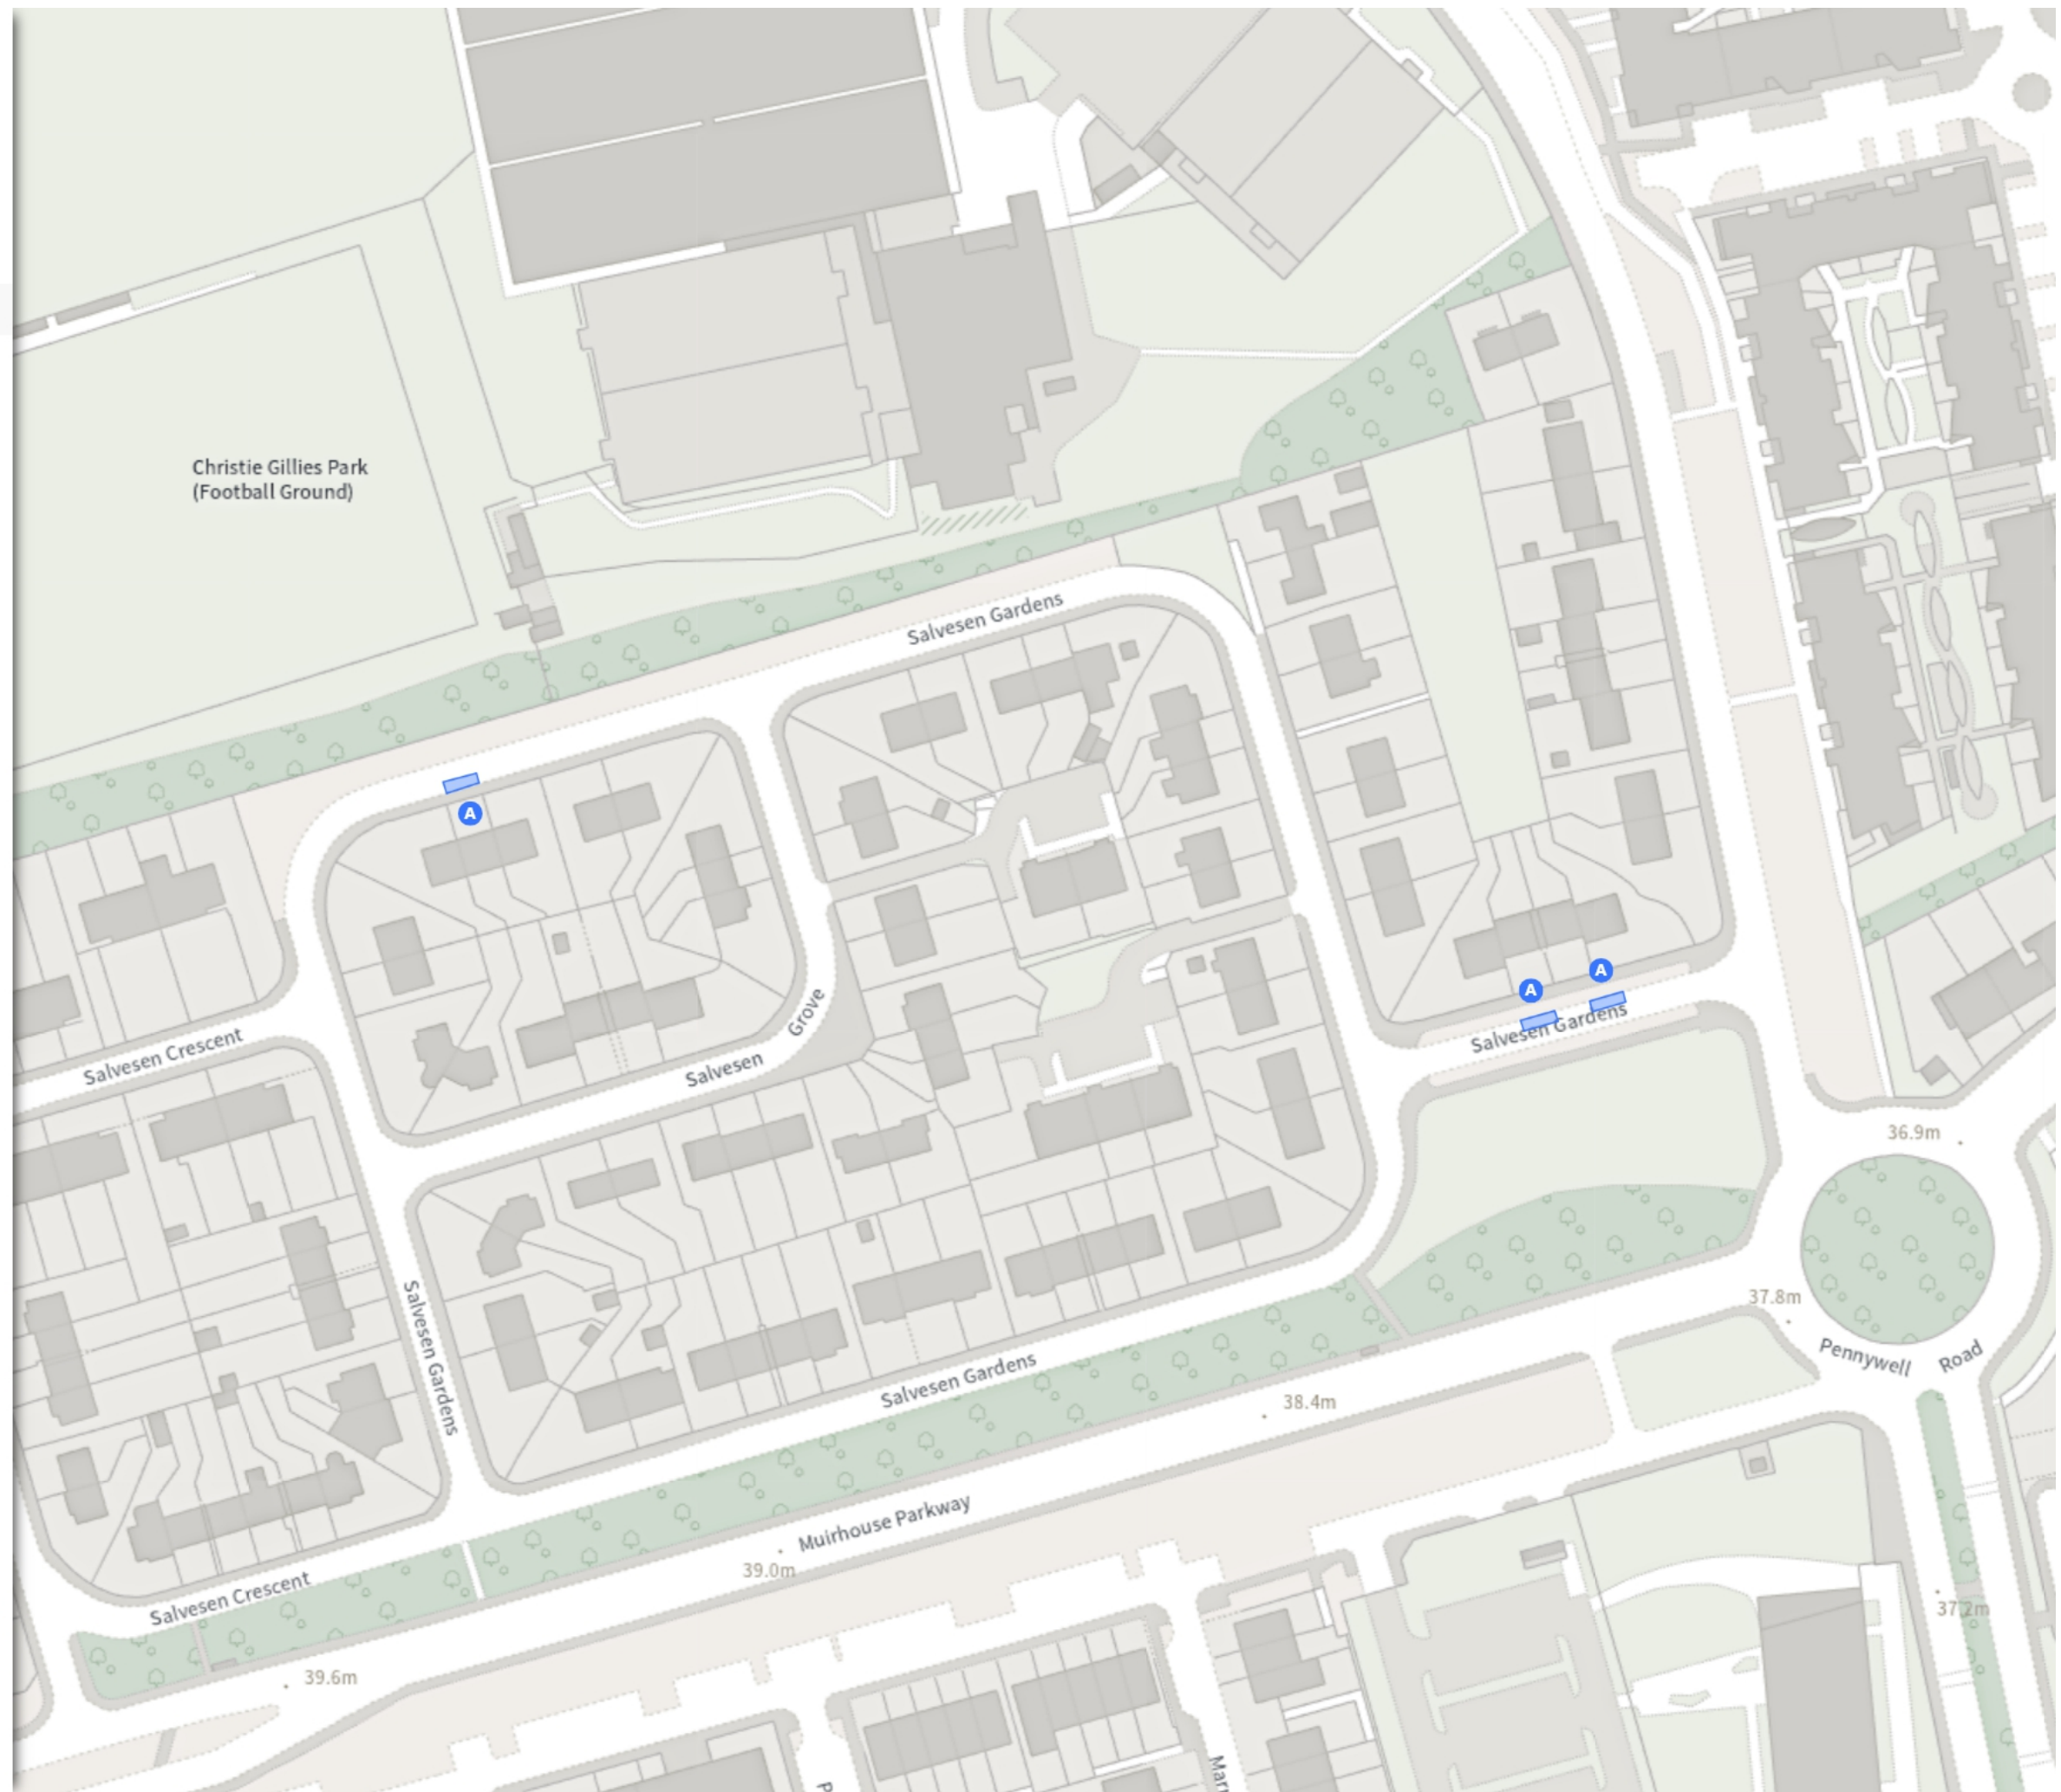 Christie Gillies Park
(Football Ground)
Salvesen Gardens
A
A
A
Salvesen Gardens
Grove
Salvesen
Salvesen Crescent
36.9m
37.8m
Pennywell
Road
Salvesen Gardens
Salvesen Gardens
38.4m
Muirhouse Parkway
39.0m
Salvesen Crescent
37.2m
39.6m